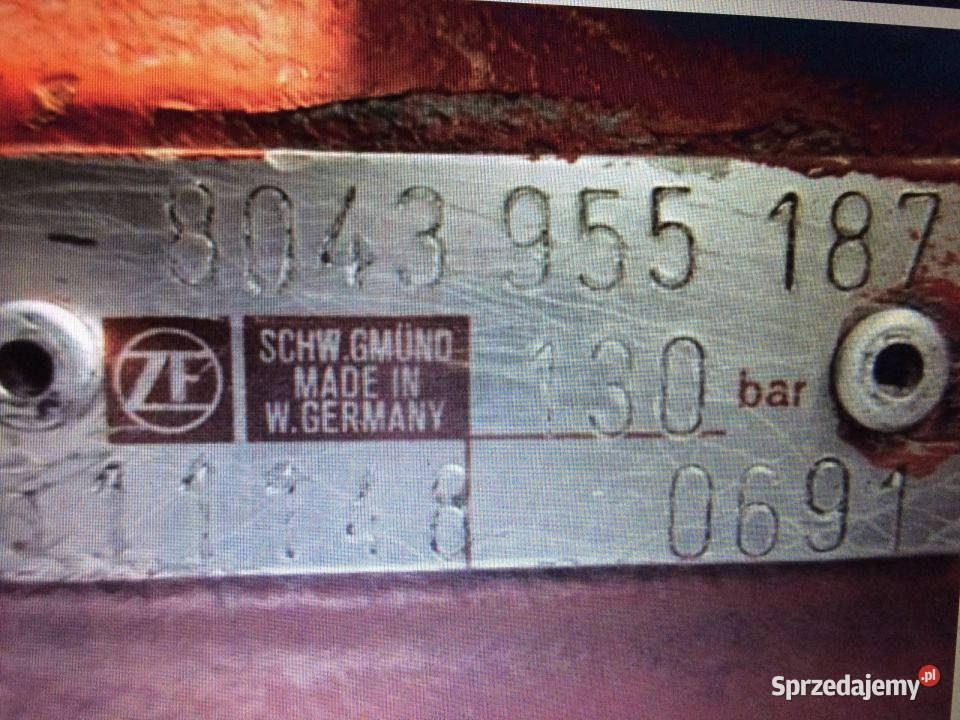 - 8043 955 187
ZF
SCHW.GMÜND
MADE IN
W.GERMANY
130 bar
0691
Sprzedajemy.pl